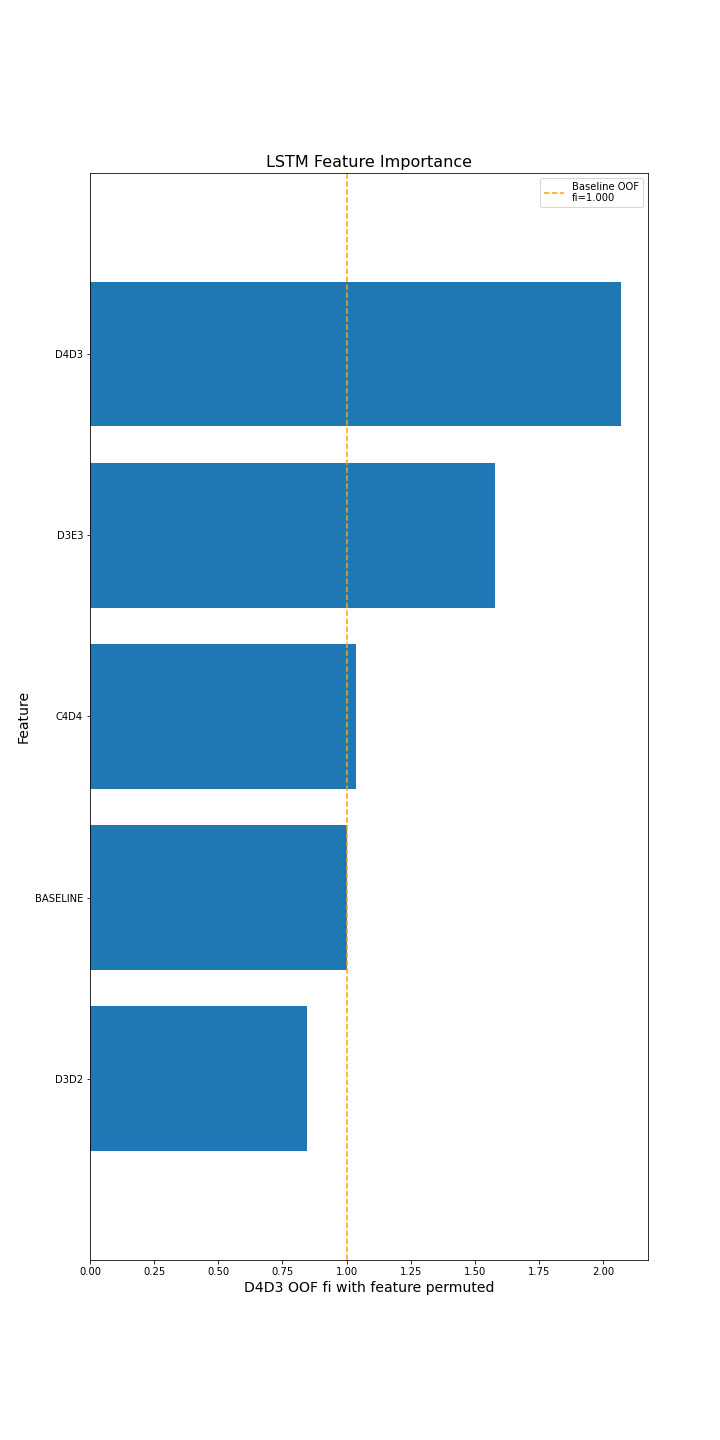 LSTM Feature Importance
Baseline OOF
fi=1.000
D4D3
D3E3
C4D4
BASELINE
D3D2
Feature
0.00 0.25 0.50 0.75 1.00 1.25 1.50 1.75 2.00
D4D3 OOF fi with feature permuted